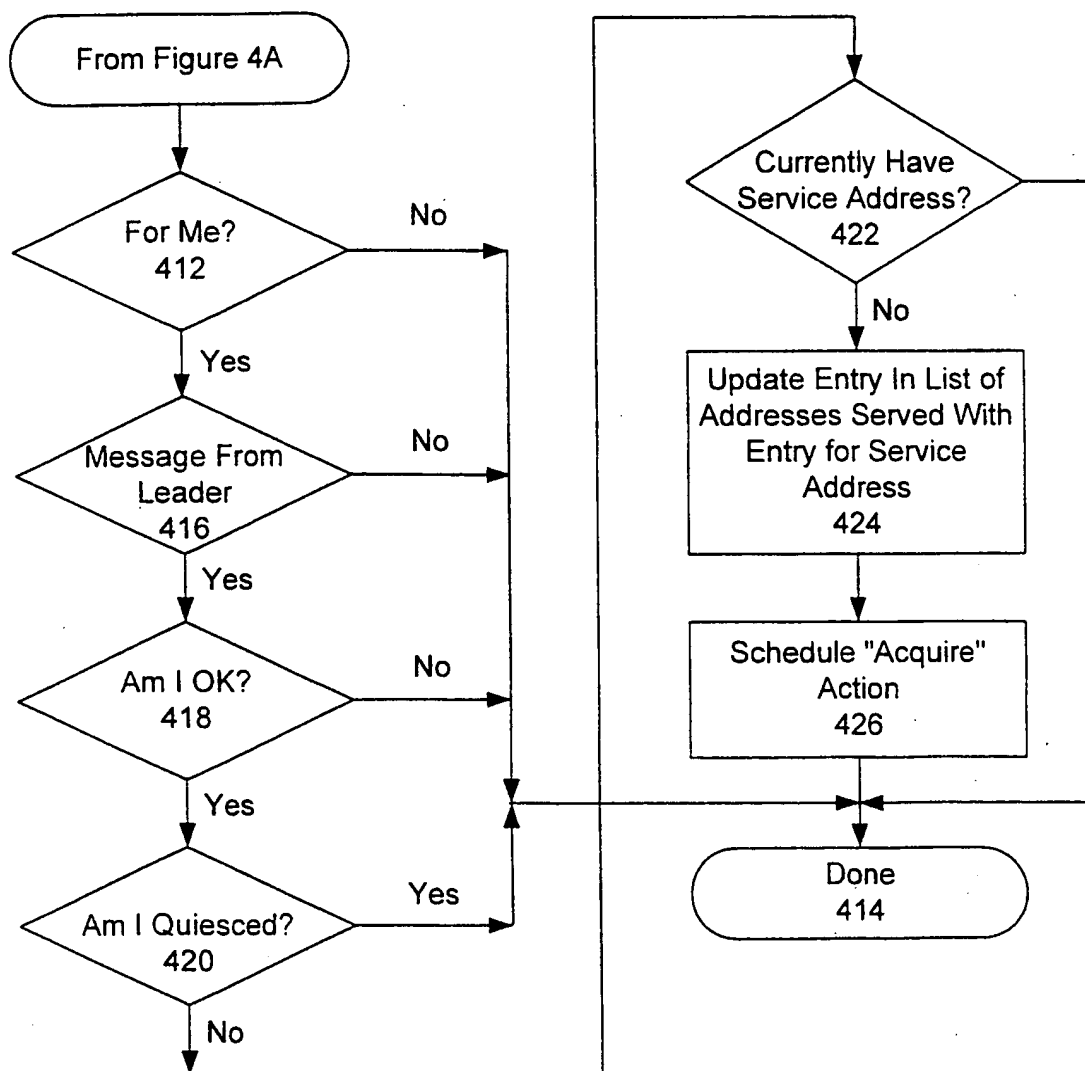 From Figure 4A
For Me?
412
No
Yes
Message From
Leader
416
No
Yes
Am I OK?
418
No
Yes
Am I Quiesced?
420
Yes
No
Currently Have
Service Address?
422
No
Update Entry In List of
Addresses Served With
Entry for Service
Address
424
Schedule "Acquire"
Action
426
Done
414